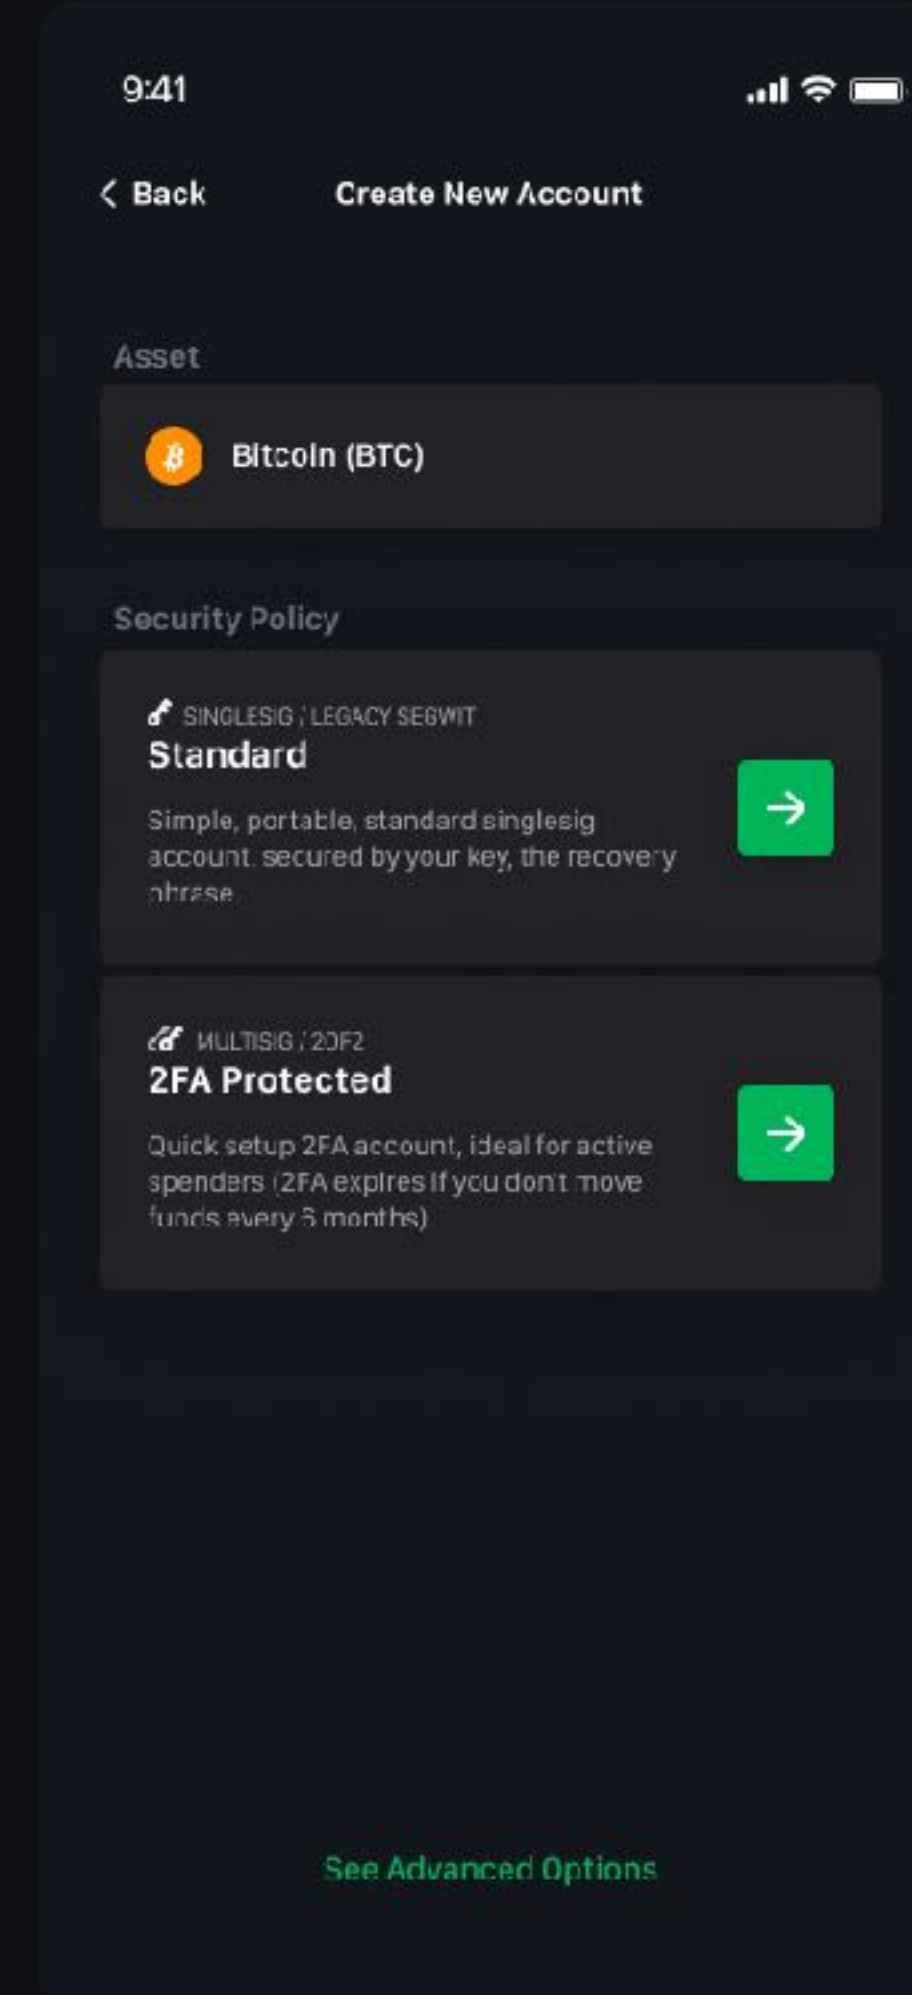 9:41
Back
Create New Account
Asset
Bitcoin (BTC)
Security Policy
SINGLESIG / LEGACY SEGWIT
Standard
Simple, portable, standard singlesig
account, secured by your key, the recovery
phrase.
MULTISIG / 2OF2
2FA Protected
Quick setup 2FA account, ideal for active
spenders (2FA expires if you don't move
funds every 6 months)
See Advanced Options